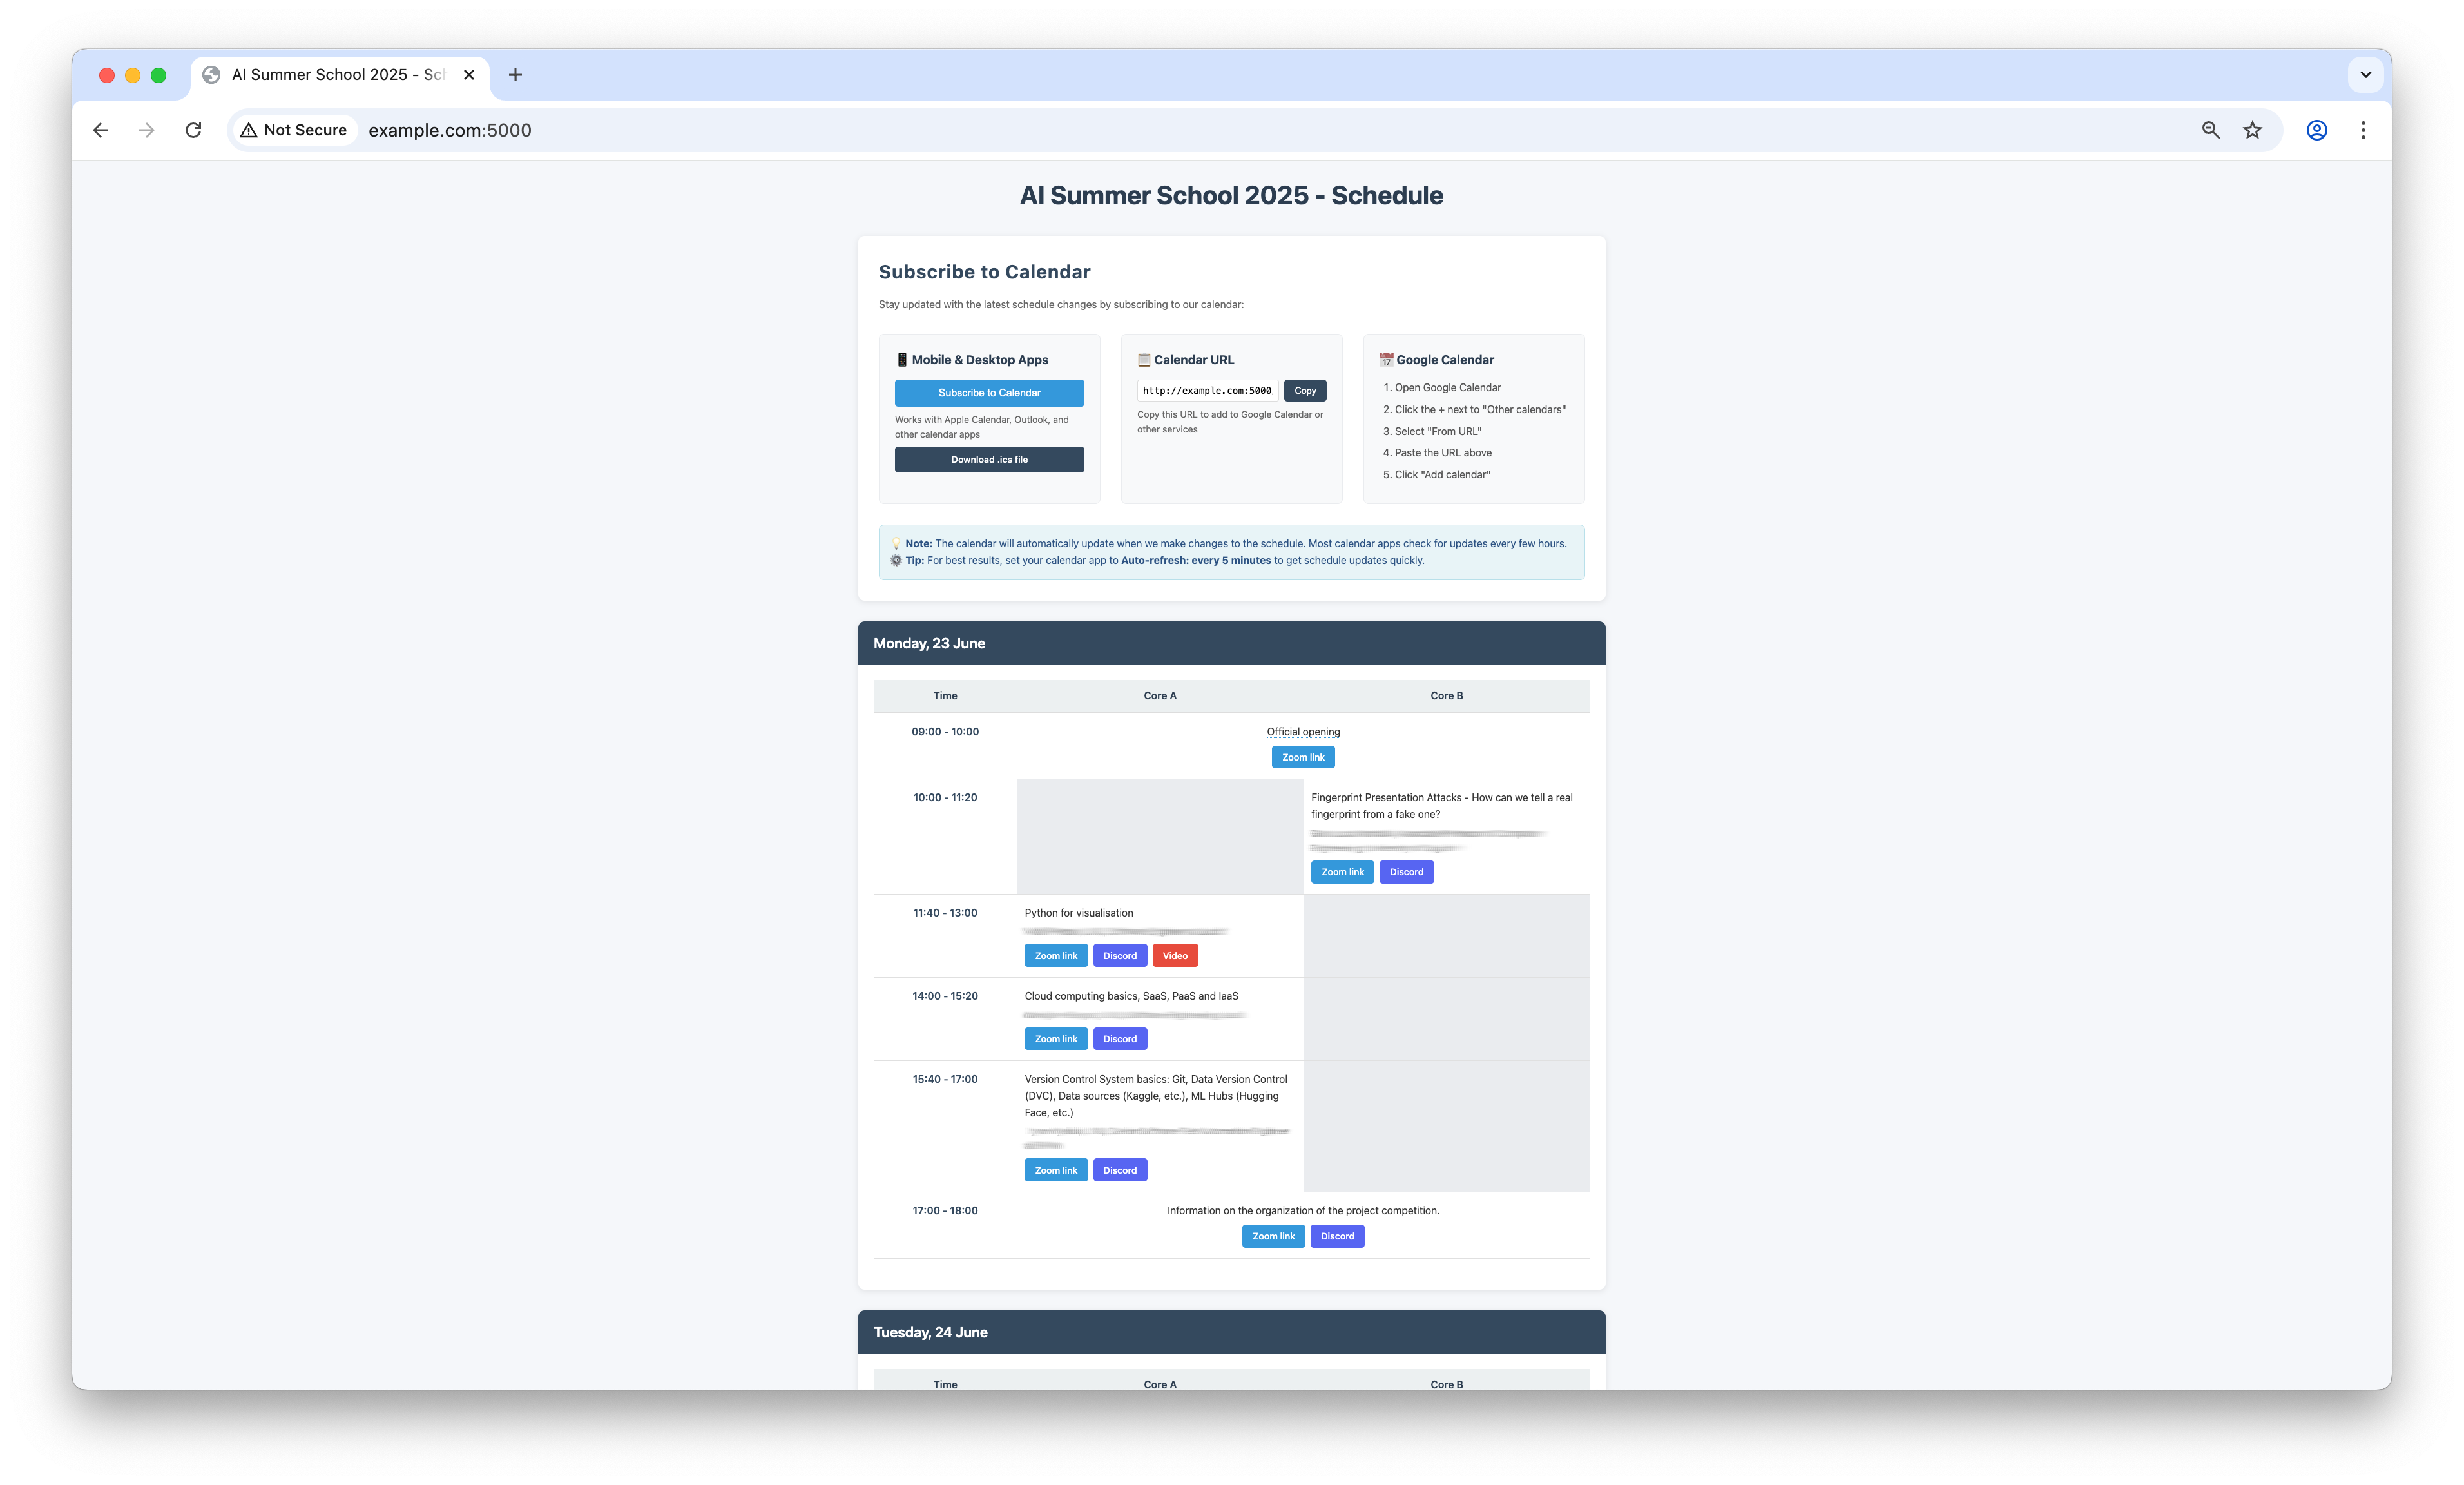 AI Summer School 2025 - Sch
Not Secure
example.com:5000
AI Summer School 2025 - Schedule
Subscribe to Calendar
Stay updated with the latest schedule changes by subscribing to our calendar:
Mobile & Desktop Apps
Subscribe to Calendar
Works with Apple Calendar, Outlook, and
other calendar apps
Download .ics file
Calendar URL
http://example.com:5000
Copy
Copy this URL to add to Google Calendar or
other services
Google Calendar
1. Open Google Calendar
2. Click the + next to "Other calendars"
3. Select "From URL"
4. Paste the URL above
5. Click "Add calendar"
Note: The calendar will automatically update when we make changes to the schedule. Most calendar apps check for updates every few hours.
Tip: For best results, set your calendar app to Auto-refresh: every 5 minutes to get schedule updates quickly.
Monday, 23 June
Time Core A Core B
09:00 - 10:00
Official opening
Zoom link
10:00 - 11:20
Fingerprint Presentation Attacks - How can we tell a real
fingerprint from a fake one?
Zoom link Discord
11:40 - 13:00
Python for visualisation
Zoom link Discord Video
14:00 - 15:20
Cloud computing basics, SaaS, PaaS and IaaS
Zoom link Discord
15:40 - 17:00
Version Control System basics: Git, Data Version Control
(DVC), Data sources (Kaggle, etc.), ML Hubs (Hugging
Face, etc.)
Zoom link Discord
17:00 - 18:00
Information on the organization of the project competition.
Zoom link Discord
Tuesday, 24 June
Time Core A Core B